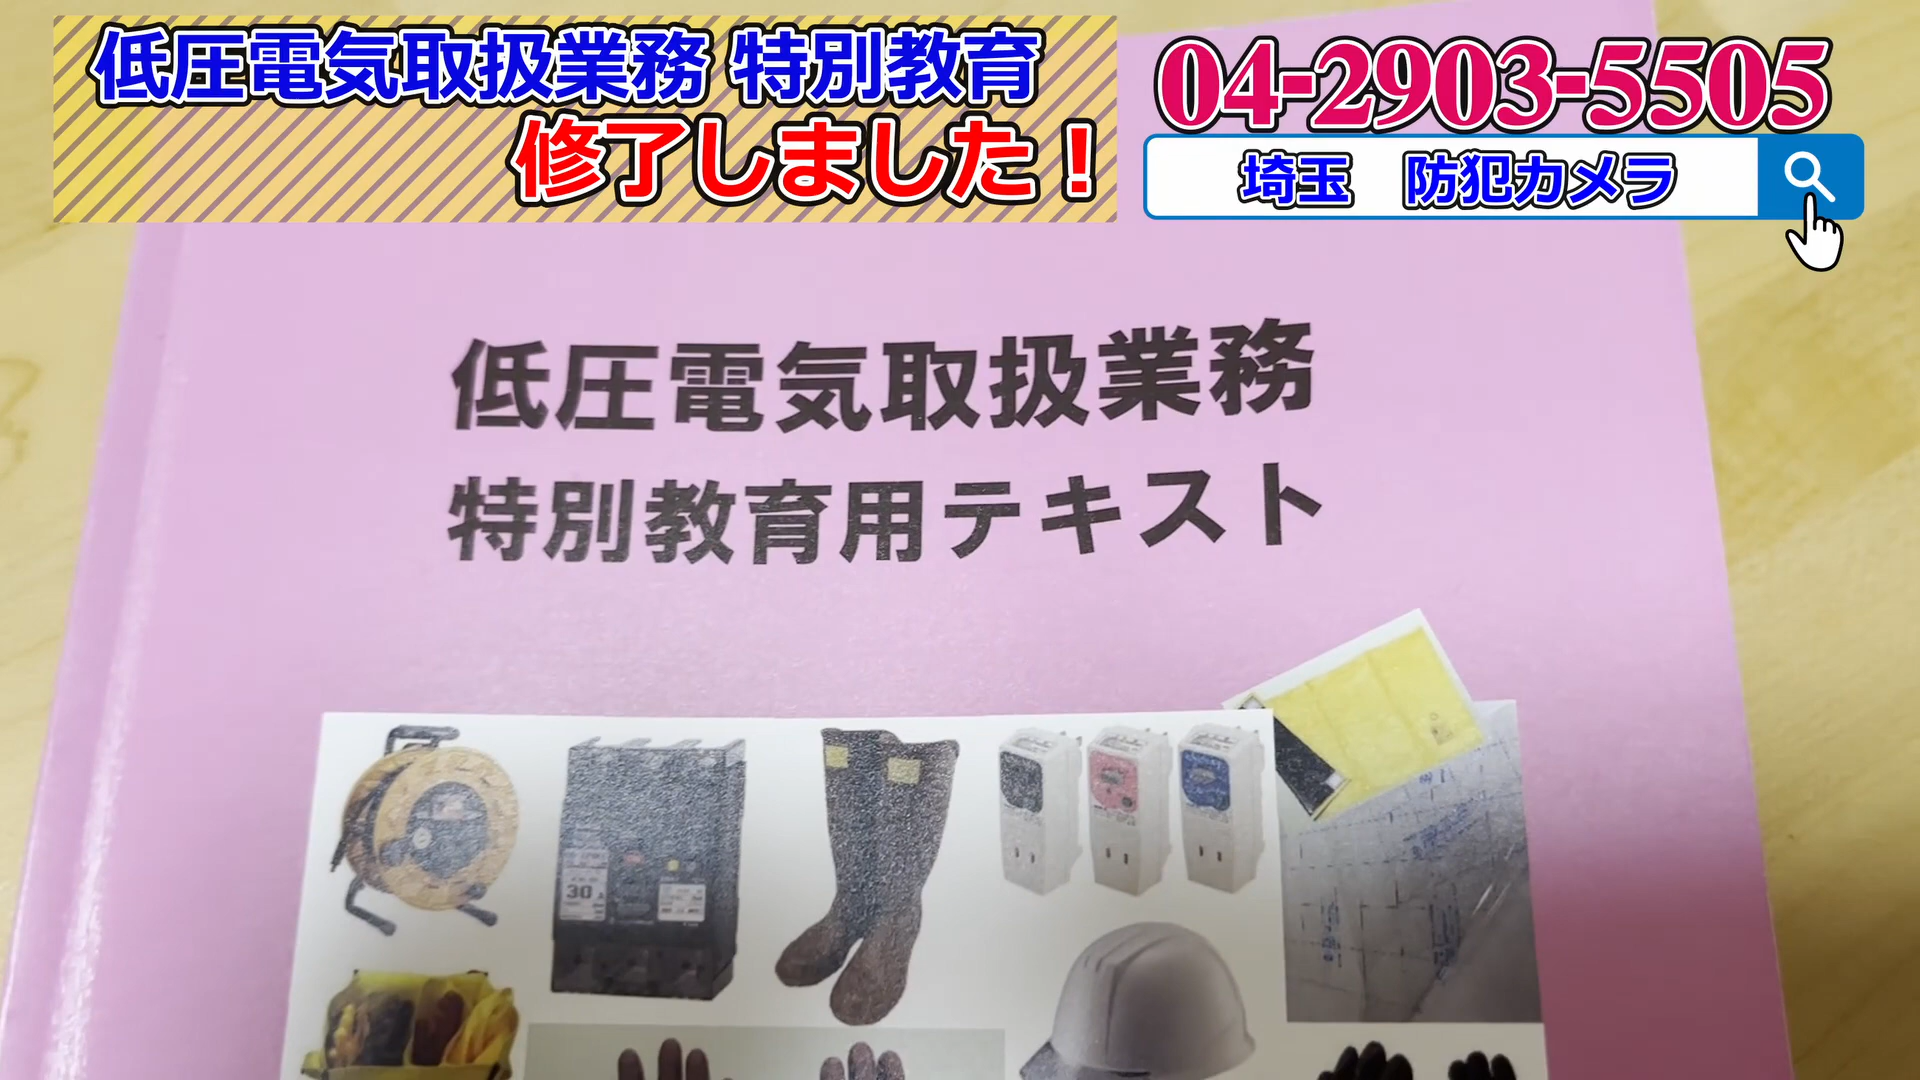 低圧電気取扱業務 特別教育
修了しました！
04-2903-5505
埼玉　防犯カメラ
低圧電気取扱業務
特別教育用テキスト
30